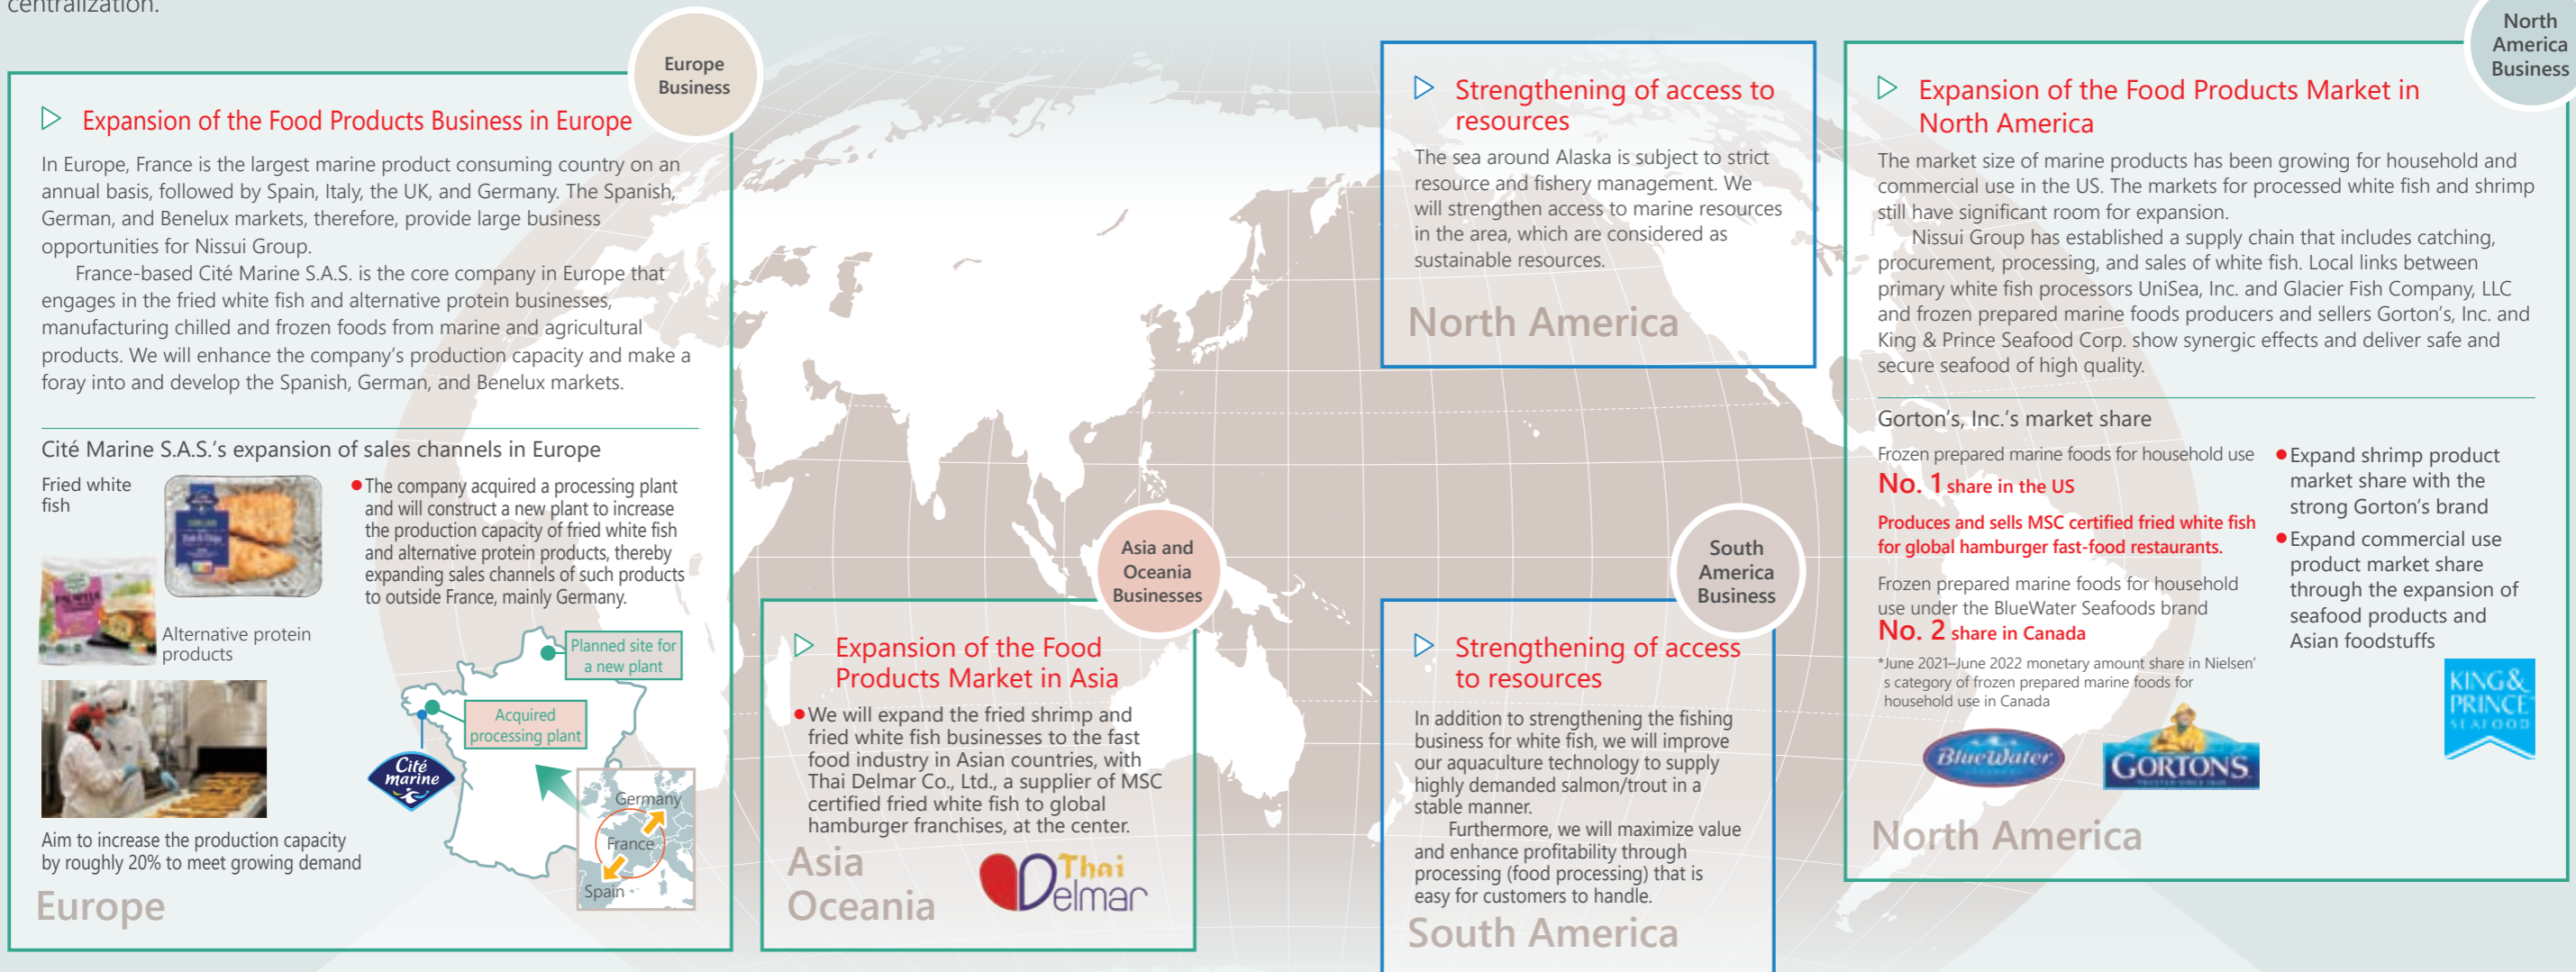 centralization.
Europe
Business
Expansion of the Food Products Business in Europe
In Europe, France is the largest marine product consuming country on an
annual basis, followed by Spain, Italy, the UK, and Germany. The Spanish,
German, and Benelux markets, therefore, provide large business
opportunities for Nissui Group.
France-based Cité Marine S.A.S. is the core company in Europe that
engages in the fried white fish and alternative protein businesses,
manufacturing chilled and frozen foods from marine and agricultural
products. We will enhance the company's production capacity and make a
foray into and develop the Spanish, German, and Benelux markets.
Cité Marine S.A.S.'s expansion of sales channels in Europe
Fried white
fish
Alternative protein
products
●The company acquired a processing plant
and will construct a new plant to increase
the production capacity of fried white fish
and alternative protein products, thereby
expanding sales channels of such products
to outside France, mainly Germany.
Planned site for
a new plant
Acquired
processing plant
Cité
marine
Germany
France
Spain
Aim to increase the production capacity
by roughly 20% to meet growing demand
Europe
Asia and
Oceania
Businesses
Expansion of the Food
Products Market in Asia
●We will expand the fried shrimp and
fried white fish businesses to the fast
food industry in Asian countries, with
Thai Delmar Co., Ltd., a supplier of MSC
certified fried white fish to global
hamburger franchises, at the center.
Asia
Oceania
Thai
Delmar
Strengthening of access to
resources
The sea around Alaska is subject to strict
resource and fishery management. We
will strengthen access to marine resources
in the area, which are considered as
sustainable resources.
North America
South
America
Business
Strengthening of access
to resources
In addition to strengthening the fishing
business for white fish, we will improve
our aquaculture technology to supply
highly demanded salmon/trout in a
stable manner.
Furthermore, we will maximize value
and enhance profitability through
processing (food processing) that is
easy for customers to handle.
South America
North
America
Business
Expansion of the Food Products Market in
North America
The market size of marine products has been growing for household and
commercial use in the US. The markets for processed white fish and shrimp
still have significant room for expansion.
Nissui Group has established a supply chain that includes catching,
procurement, processing, and sales of white fish. Local links between
primary white fish processors UniSea, Inc. and Glacier Fish Company, LLC
and frozen prepared marine foods producers and sellers Gorton's, Inc. and
King & Prince Seafood Corp. show synergic effects and deliver safe and
secure seafood of high quality.
Gorton's, Inc.'s market share
Frozen prepared marine foods for household use
No. 1 share in the US
Produces and sells MSC certified fried white fish
for global hamburger fast-food restaurants.
Frozen prepared marine foods for household
use under the BlueWater Seafoods brand
No. 2 share in Canada
*June 2021–June 2022 monetary amount share in Nielsen'
s category of frozen prepared marine foods for
household use in Canada
BlueWater
GORTONS
●Expand shrimp product
market share with the
strong Gorton's brand
●Expand commercial use
product market share
through the expansion of
seafood products and
Asian foodstuffs
KING &
PRINCE
SEAFOOD
North America